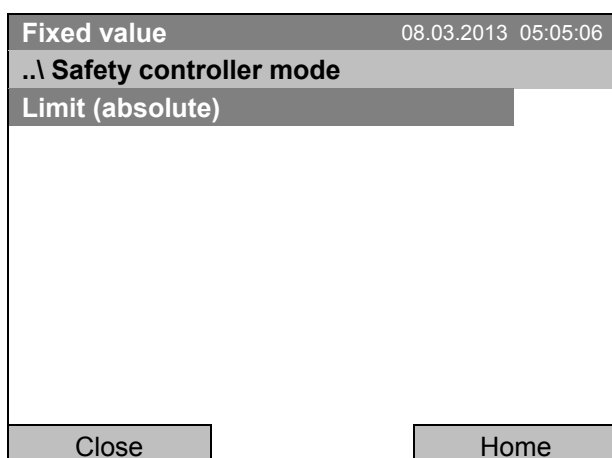 Fixed value 08.03.2013 05:05:06
..\ Safety controller mode
Limit (absolute)
Close Home